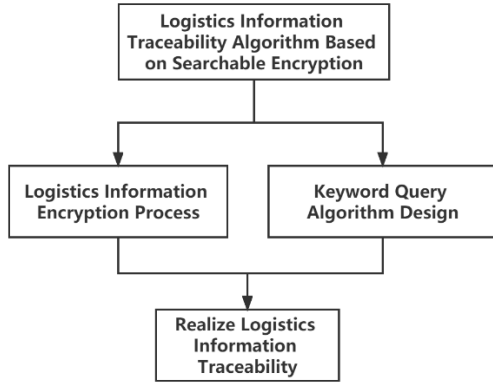 Logistics Information
Traceability Algorithm Based
on Searchable Encryption
Logistics Information
Encryption Process
Keyword Query
Algorithm Design
Realize Logistics
Information
Traceability